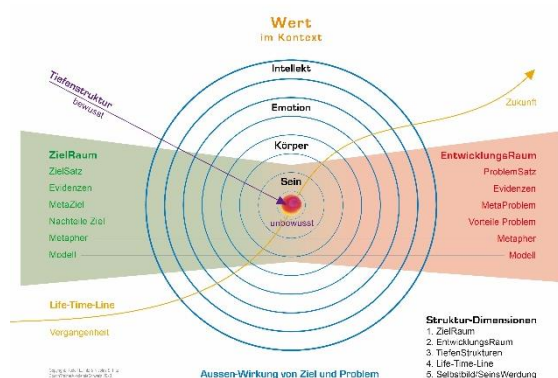 Wert
im Kontext
Intellekt
Emotion
Körper
Sein
unbewusst
Tiefenstruktur
bewusst
Zukunft
ZielRaum
ZielSatz
Evidenzen
MetaZiel
Nachteile Ziel
Metapher
Modell
EntwicklungsRaum
ProblemSatz
Evidenzen
MetaProblem
Vorteile Problem
Metapher
Modell
Life-Time-Line
Vergangenheit
Struktur-Dimensionen
1. ZielRaum
2. EntwicklungsRaum
3. TiefenStrukturen
4. Life-Time-Line
5. Selbstbild/SeinsWerdung
Aussen-Wirkung von Ziel und Problem